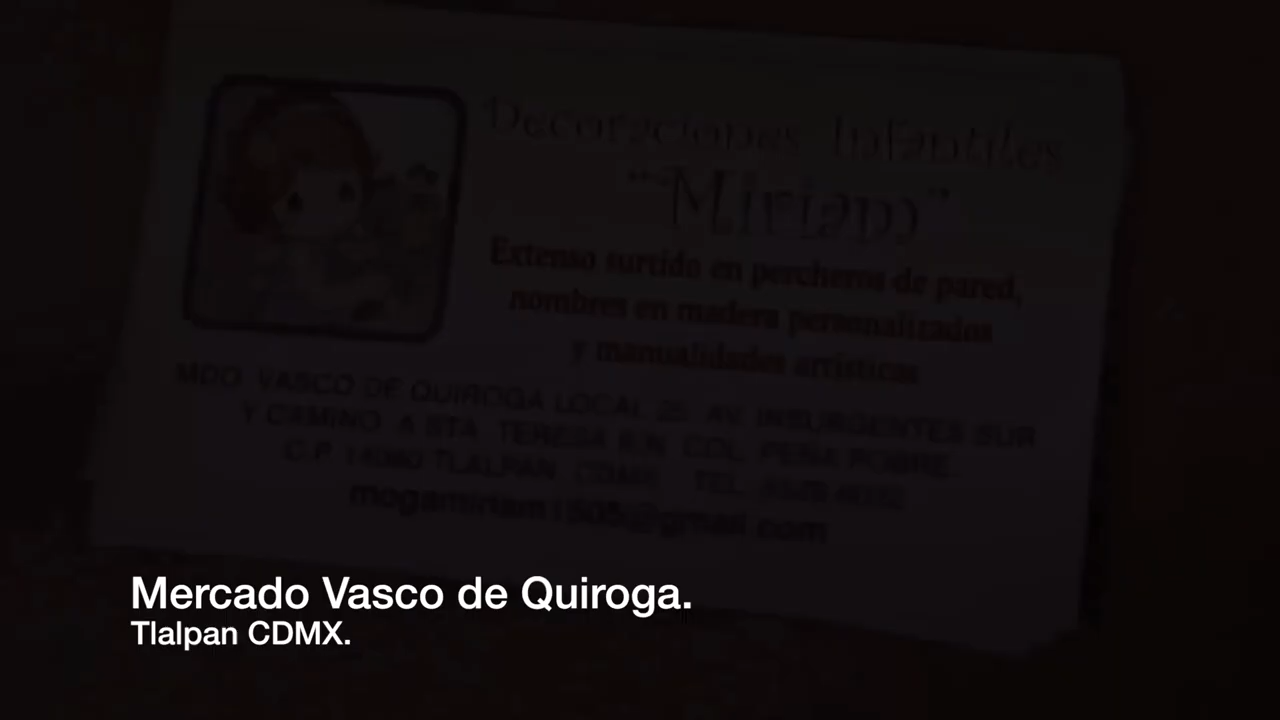 Decoraciones Infantiles
"Miriam"
Extenso surtido en percheros de pared,
nombres en madera personalizados
y manualidades artísticas
MDO. VASCO DE QUIROGA LOCAL AV. INSURGENTES SUR
Y CAMINO A STA. TERESA S/N COL. PEÑA POBRE.
C.P. TLALPAN CDMX TEL.
Mercado Vasco de Quiroga.
Tlalpan CDMX.